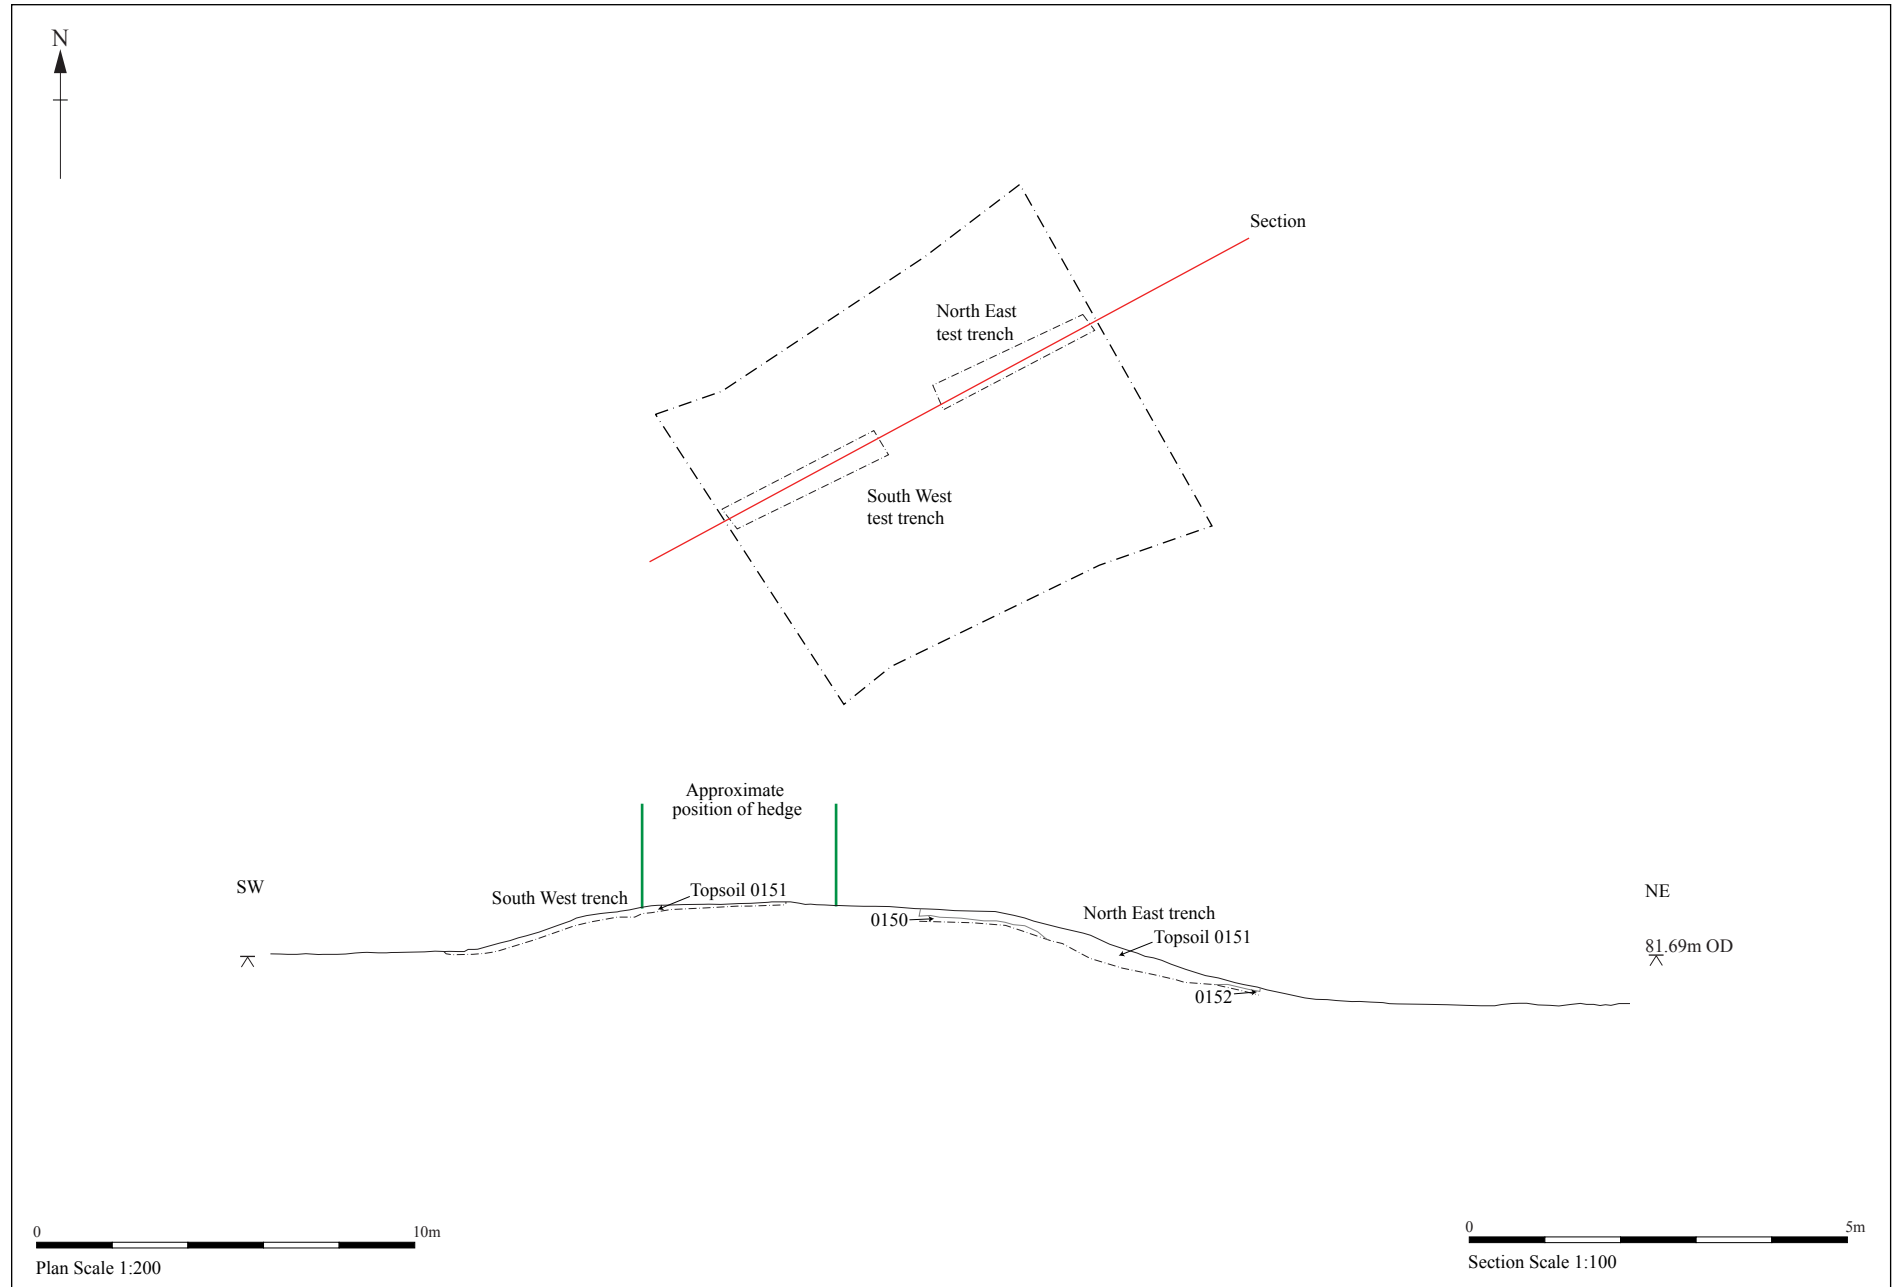 N
Section
North East
test trench
South West
test trench
Approximate
position of hedge
SW
South West trench
Topsoil 0151
0150
North East trench
Topsoil 0151
0152
NE
81.69m OD
0 10m
Plan Scale 1:200
0 5m
Section Scale 1:100